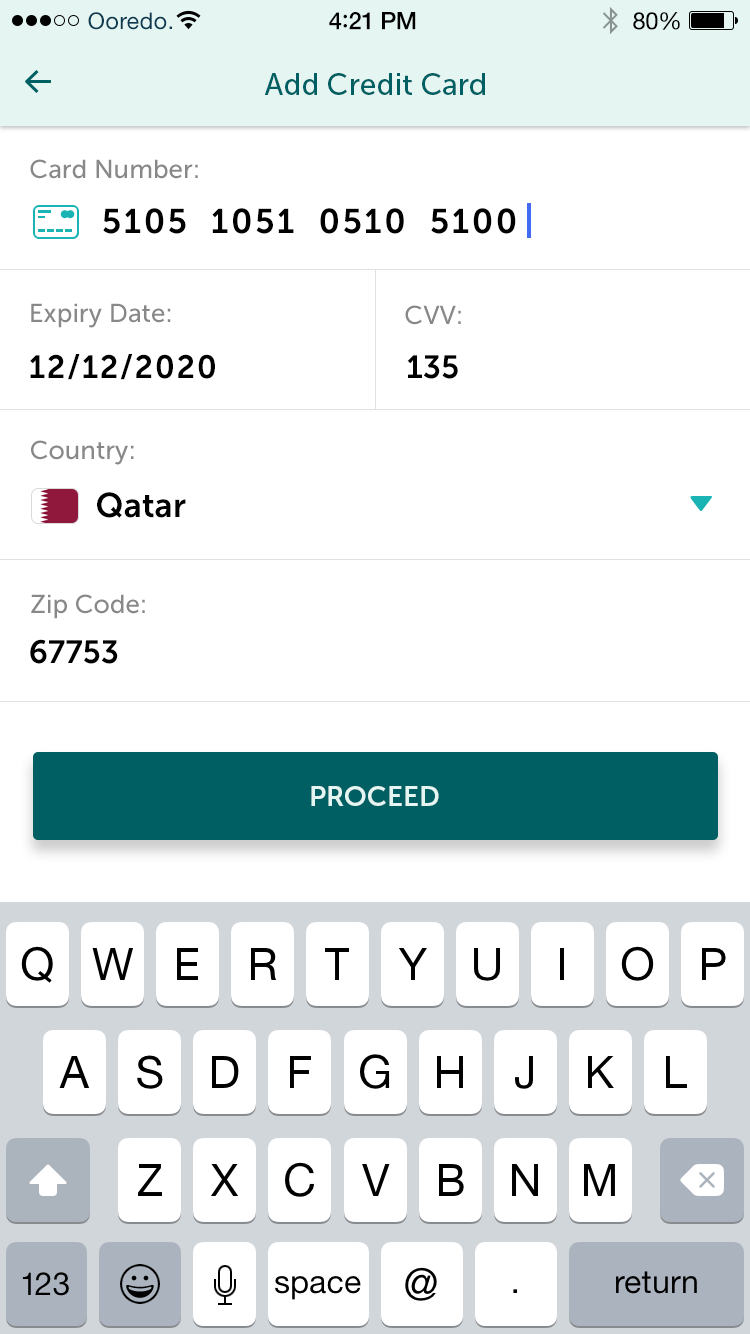 Ooredo. 4:21 PM 80%
Add Credit Card
Card Number:
5105 1051 0510 5100
Expiry Date: CVV:
12/12/2020 135
Country:
Qatar
Zip Code:
67753
PROCEED
Q W E R T Y U I O P
A S D F G H J K L
Z X C V B N M
123 space @ . return